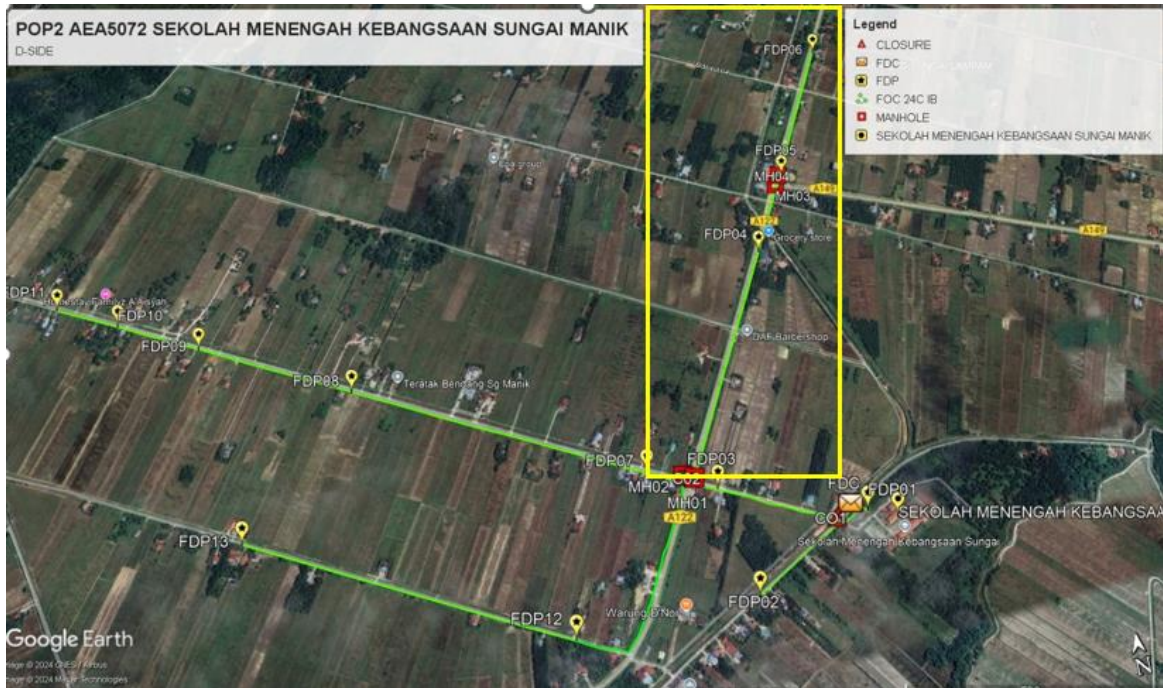 POP2 AEA5072 SEKOLAH MENENGAH KEBANGSAAN SUNGAI MANIK
D-SIDE
Legend
CLOSURE
FDC
FDP
FOC 24C IB
MANHOLE
SEKOLAH MENENGAH KEBANGSAAN SUNGAI MANIK
FDP06
FDP05
MH04
MH03
A149
A149
A122
FDP04
Grocery store
DAF Barbershop
FDP11
Homestay Familyz A'Aisyah
FDP10
FDP09
FDP08
Teratak Bendang Sg Manik
FDP07
FDP03
C02
MH02
MH01
A122
FDC
FDP01
CO1
SEKOLAH MENENGAH KEBANGSAA
Sekolah Menengah Kebangsaan Sungai
FDP13
FDP02
FDP12
Google Earth
N